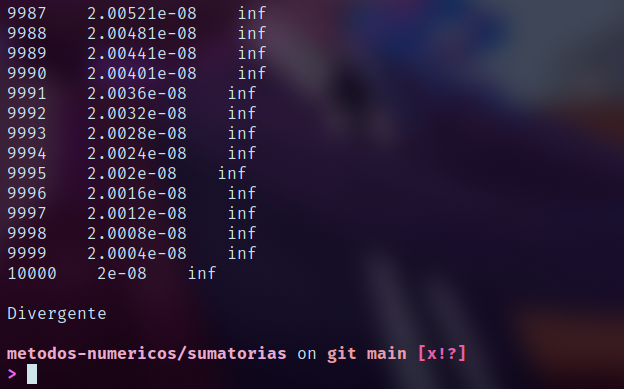 9987    2.00521e-08    inf
9988    2.00481e-08    inf
9989    2.00441e-08    inf
9990    2.00401e-08    inf
9991    2.0036e-08    inf
9992    2.0032e-08    inf
9993    2.0028e-08    inf
9994    2.0024e-08    inf
9995    2.002e-08    inf
9996    2.0016e-08    inf
9997    2.0012e-08    inf
9998    2.0008e-08    inf
9999    2.0004e-08    inf
10000    2e-08    inf
Divergente
metodos-numericos/sumatorias on git main [x!?]
>